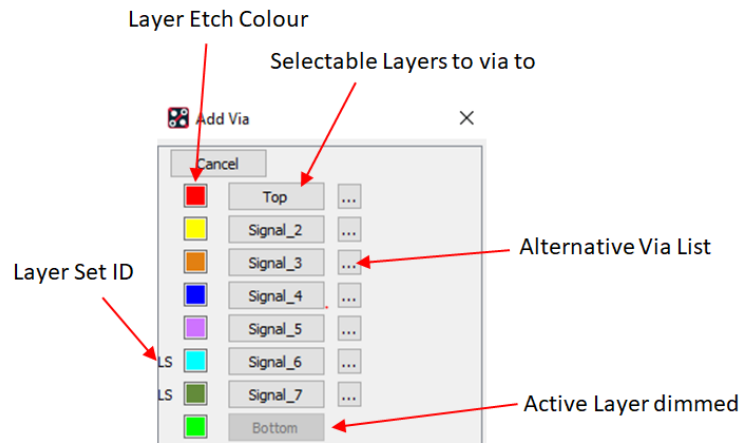 Layer Etch Colour
Selectable Layers to via to
Add Via
Cancel
Top ...
Signal_2 ...
Signal_3 ...
Alternative Via List
Layer Set ID
Signal_4 ...
Signal_5 ...
LS Signal_6 ...
LS Signal_7 ...
Active Layer dimmed
Bottom